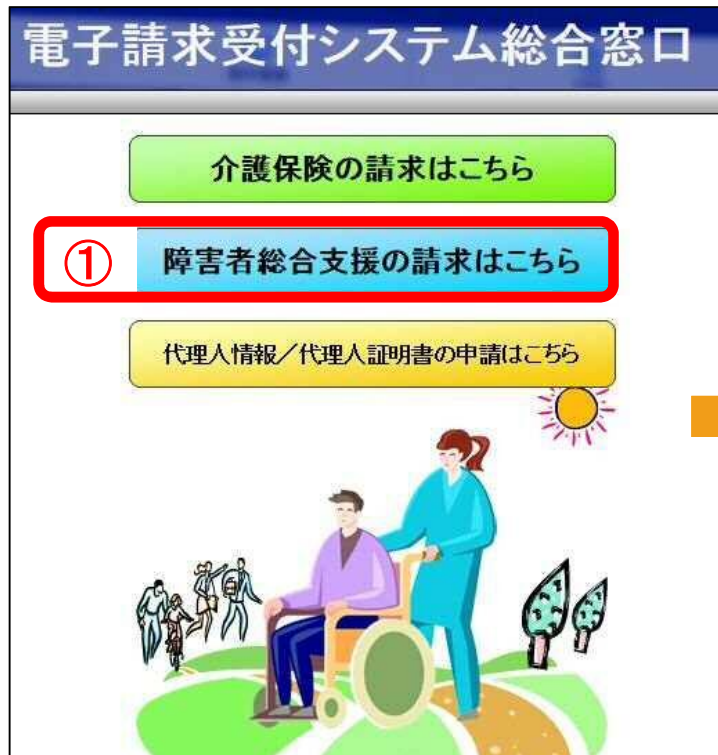 電子請求受付システム総合窓口
介護保険の請求はこちら
① 障害者総合支援の請求はこちら
代理人情報／代理人証明書の申請はこちら